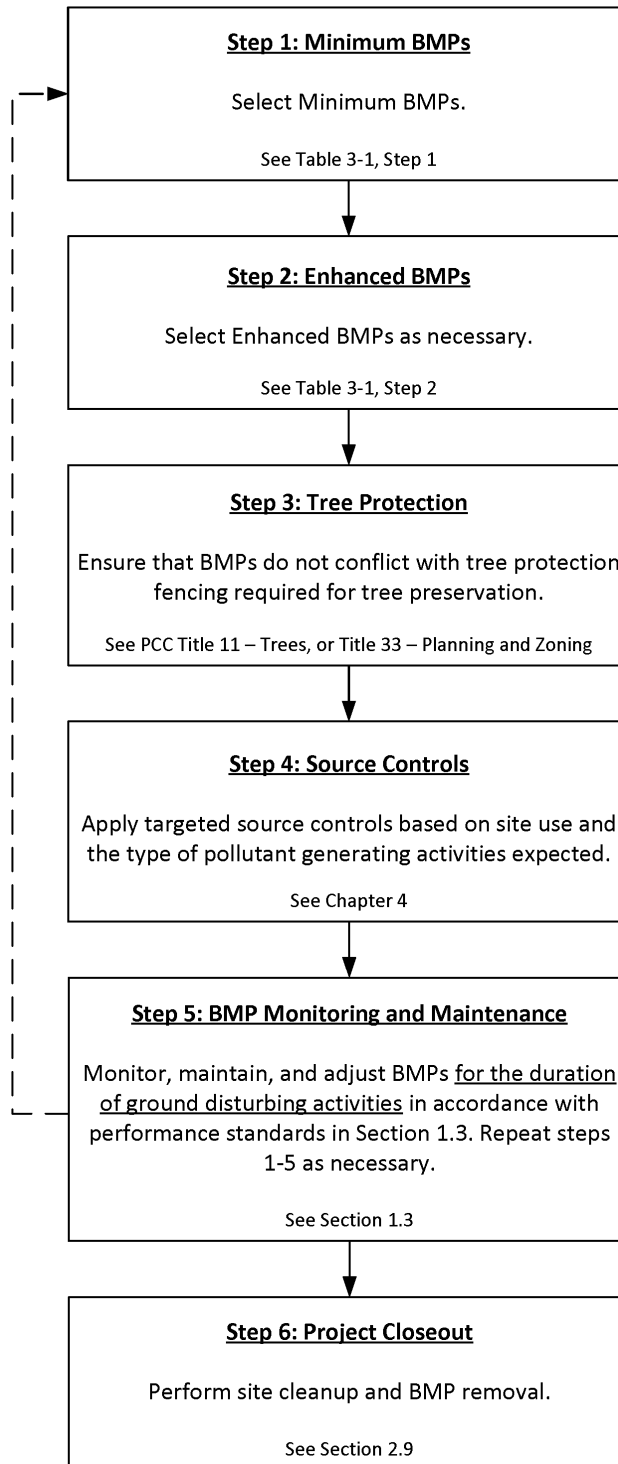 Step 1: Minimum BMPs
Select Minimum BMPs.
See Table 3-1, Step 1
Step 2: Enhanced BMPs
Select Enhanced BMPs as necessary.
See Table 3-1, Step 2
Step 3: Tree Protection
Ensure that BMPs do not conflict with tree protection
fencing required for tree preservation.
See PCC Title 11 – Trees, or Title 33 – Planning and Zoning
Step 4: Source Controls
Apply targeted source controls based on site use and
the type of pollutant generating activities expected.
See Chapter 4
Step 5: BMP Monitoring and Maintenance
Monitor, maintain, and adjust BMPs for the duration
of ground disturbing activities in accordance with
performance standards in Section 1.3. Repeat steps
1-5 as necessary.
See Section 1.3
Step 6: Project Closeout
Perform site cleanup and BMP removal.
See Section 2.9